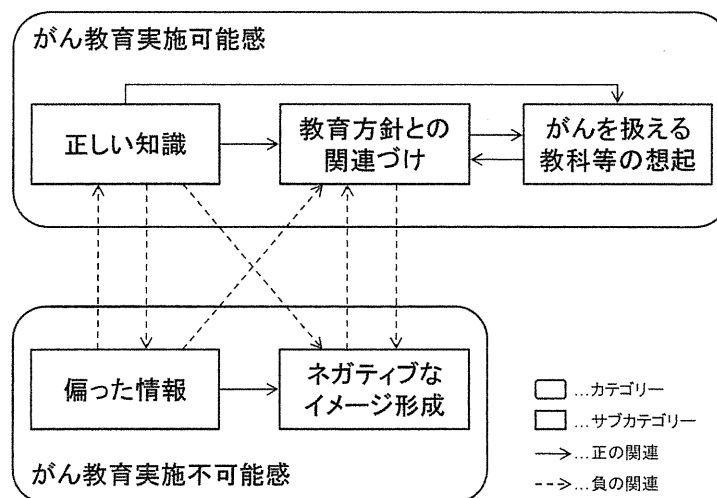 がん教育実施可能感
正しい知識
教育方針との
関連づけ
がんを扱える
教科等の想起
偏った情報
ネガティブな
イメージ形成
がん教育実施不可能感
…カテゴリー
…サブカテゴリー
…正の関連
…負の関連